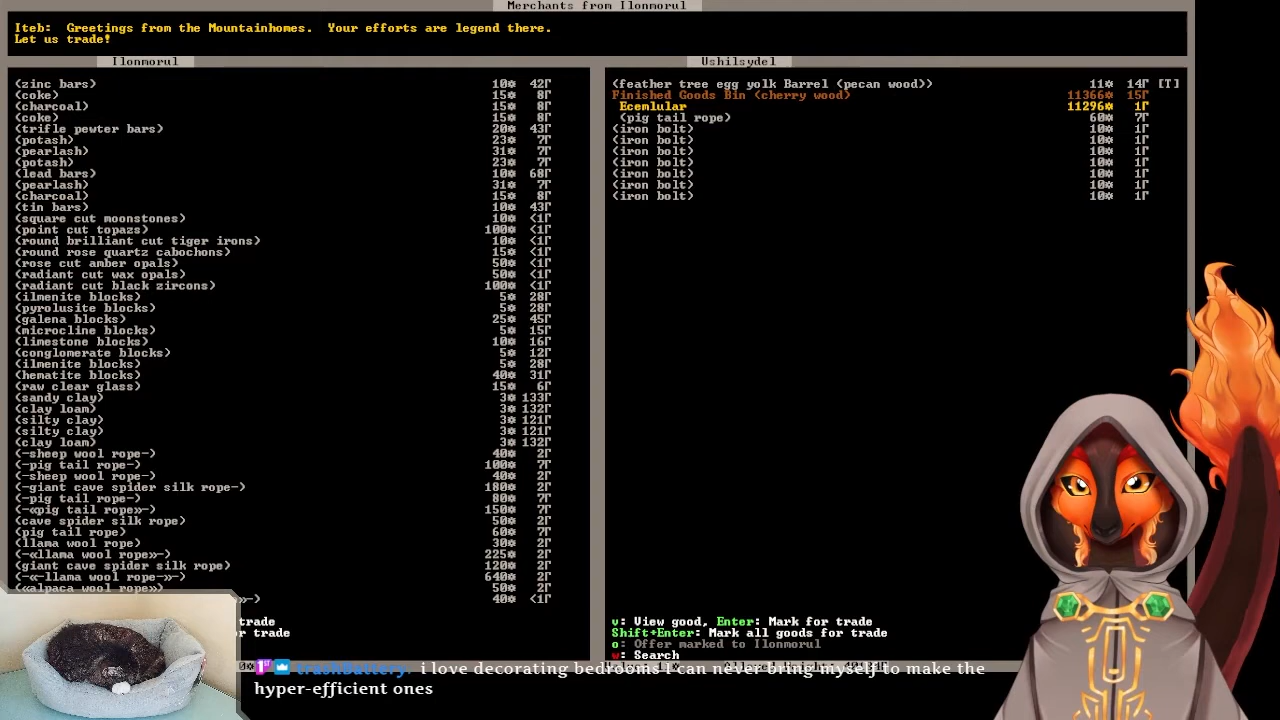 Merchants from Ilonmorul
Iteb:  Greetings from the Mountainhomes.  Your efforts are legend there.
Let us trade!
Ilonmorul
(zinc bars) 10☼ 42Γ
(coke) 15☼ 8Γ
(charcoal) 15☼ 8Γ
(coke) 15☼ 8Γ
(trifle pewter bars) 20☼ 43Γ
(potash) 23☼ 7Γ
(pearlash) 31☼ 7Γ
(potash) 23☼ 7Γ
(lead bars) 10☼ 68Γ
(pearlash) 31☼ 7Γ
(charcoal) 15☼ 8Γ
(tin bars) 10☼ 43Γ
(square cut moonstones) 10☼ <1Γ
(point cut topazs) 100☼ <1Γ
(round brilliant cut tiger irons) 10☼ <1Γ
(round rose quartz cabochons) 15☼ <1Γ
(rose cut amber opals) 50☼ <1Γ
(radiant cut wax opals) 50☼ <1Γ
(radiant cut black zircons) 100☼ <1Γ
(ilmenite blocks) 5☼ 28Γ
(pyrolusite blocks) 5☼ 28Γ
(galena blocks) 25☼ 45Γ
(microcline blocks) 5☼ 15Γ
(limestone blocks) 10☼ 16Γ
(conglomerate blocks) 5☼ 12Γ
(ilmenite blocks) 5☼ 28Γ
(hematite blocks) 40☼ 31Γ
(raw clear glass) 15☼ 6Γ
(sandy clay) 3☼ 133Γ
(clay loam) 3☼ 132Γ
(silty clay) 3☼ 121Γ
(silty clay) 3☼ 121Γ
(clay loam) 3☼ 132Γ
(-sheep wool rope-) 40☼ 2Γ
(-pig tail rope-) 100☼ 7Γ
(-sheep wool rope-) 40☼ 2Γ
(-giant cave spider silk rope-) 180☼ 2Γ
(-pig tail rope-) 80☼ 7Γ
(-«pig tail rope»-) 150☼ 7Γ
(cave spider silk rope) 50☼ 2Γ
(pig tail rope) 60☼ 7Γ
(llama wool rope) 30☼ 2Γ
(-«llama wool rope»-) 225☼ 2Γ
(giant cave spider silk rope) 120☼ 2Γ
(-«-llama wool rope-»-) 640☼ 2Γ
(«alpaca wool rope») 50☼ 2Γ
»-) 40☼ <1Γ
trade
r trade
Ushilsydel
(feather tree egg yolk Barrel (pecan wood)) 11☼ 14Γ [T]
Finished Goods Bin (cherry wood) 11366☼ 15Γ
Ecemlular 11296☼ 1Γ
(pig tail rope) 60☼ 7Γ
(iron bolt) 10☼ 1Γ
(iron bolt) 10☼ 1Γ
(iron bolt) 10☼ 1Γ
(iron bolt) 10☼ 1Γ
(iron bolt) 10☼ 1Γ
(iron bolt) 10☼ 1Γ
(iron bolt) 10☼ 1Γ
v: View good, Enter: Mark for trade
Shift+Enter: Mark all goods for trade
o: Offer marked to Ilonmorul
w: Search
trashBattery: i love decorating bedrooms I can never bring myself to make the
hyper-efficient ones